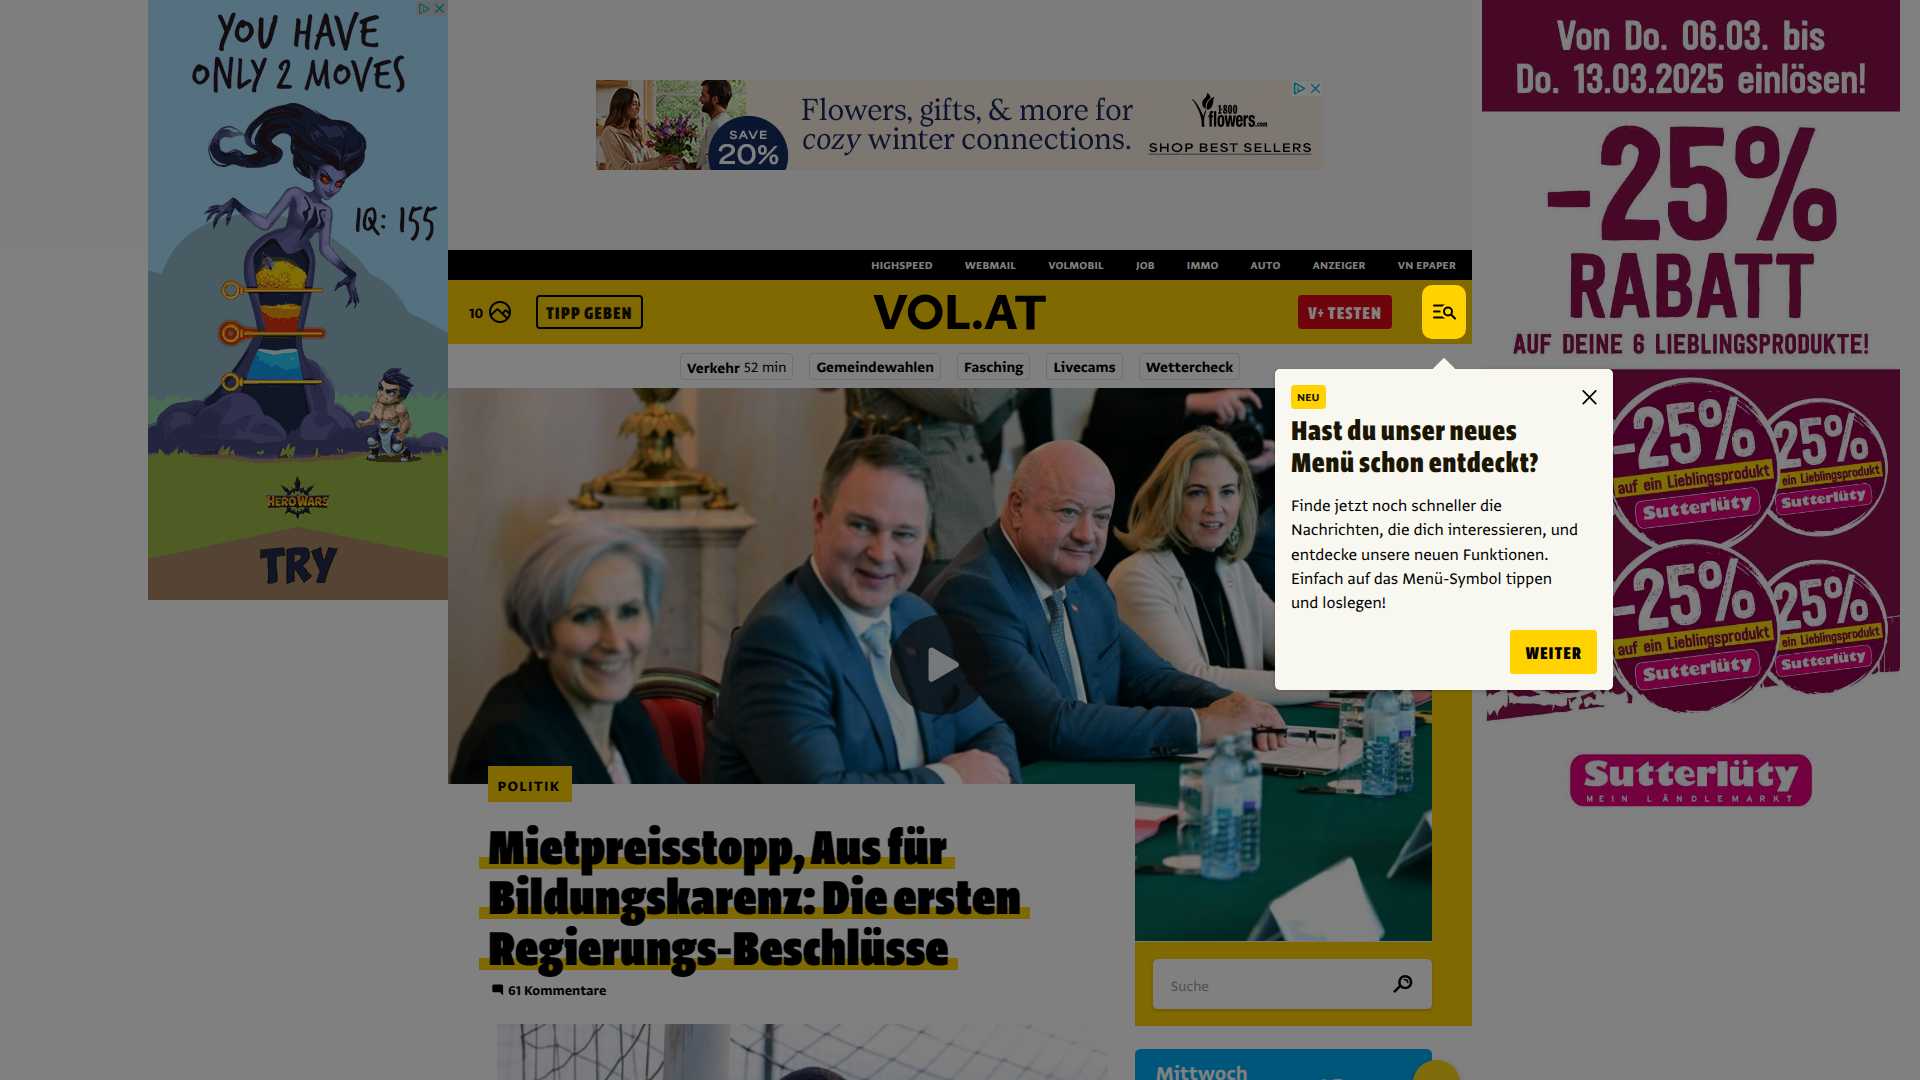 YOU HAVE
ONLY 2 MOVES
IQ: 155
HEROWARS
TRY
SAVE
20%
Flowers, gifts, & more for
cozy winter connections.
1-800
flowers.com
SHOP BEST SELLERS
Von Do. 06.03. bis
Do. 13.03.2025 einlösen!
-25%
RABATT
AUF DEINE 6 LIEBLINGSPRODUKTE!
HIGHSPEED
WEBMAIL
VOLMOBIL
JOB
IMMO
AUTO
ANZEIGER
VN EPAPER
10
TIPP GEBEN
VOL.AT
V+ TESTEN
Verkehr 52 min
Gemeindewahlen
Fasching
Livecams
Wettercheck
NEU
Hast du unser neues
Menü schon entdeckt?
Finde jetzt noch schneller die
Nachrichten, die dich interessieren, und
entdecke unsere neuen Funktionen.
Einfach auf das Menü-Symbol tippen
und loslegen!
WEITER
-25%
auf ein Lieblingsprodukt
Sutterlüty
25%
ein Lieblingsprodukt
Sutterlüty
-25%
auf ein Lieblingsprodukt
Sutterlüty
25%
ein Lieblingsprodukt
Sutterlüty
Sutterlüty
MEIN LÄNDLEMARKT
POLITIK
Mietpreisstopp, Aus für
Bildungskarenz: Die ersten
Regierungs-Beschlüsse
61 Kommentare
Suche
Mittwoch